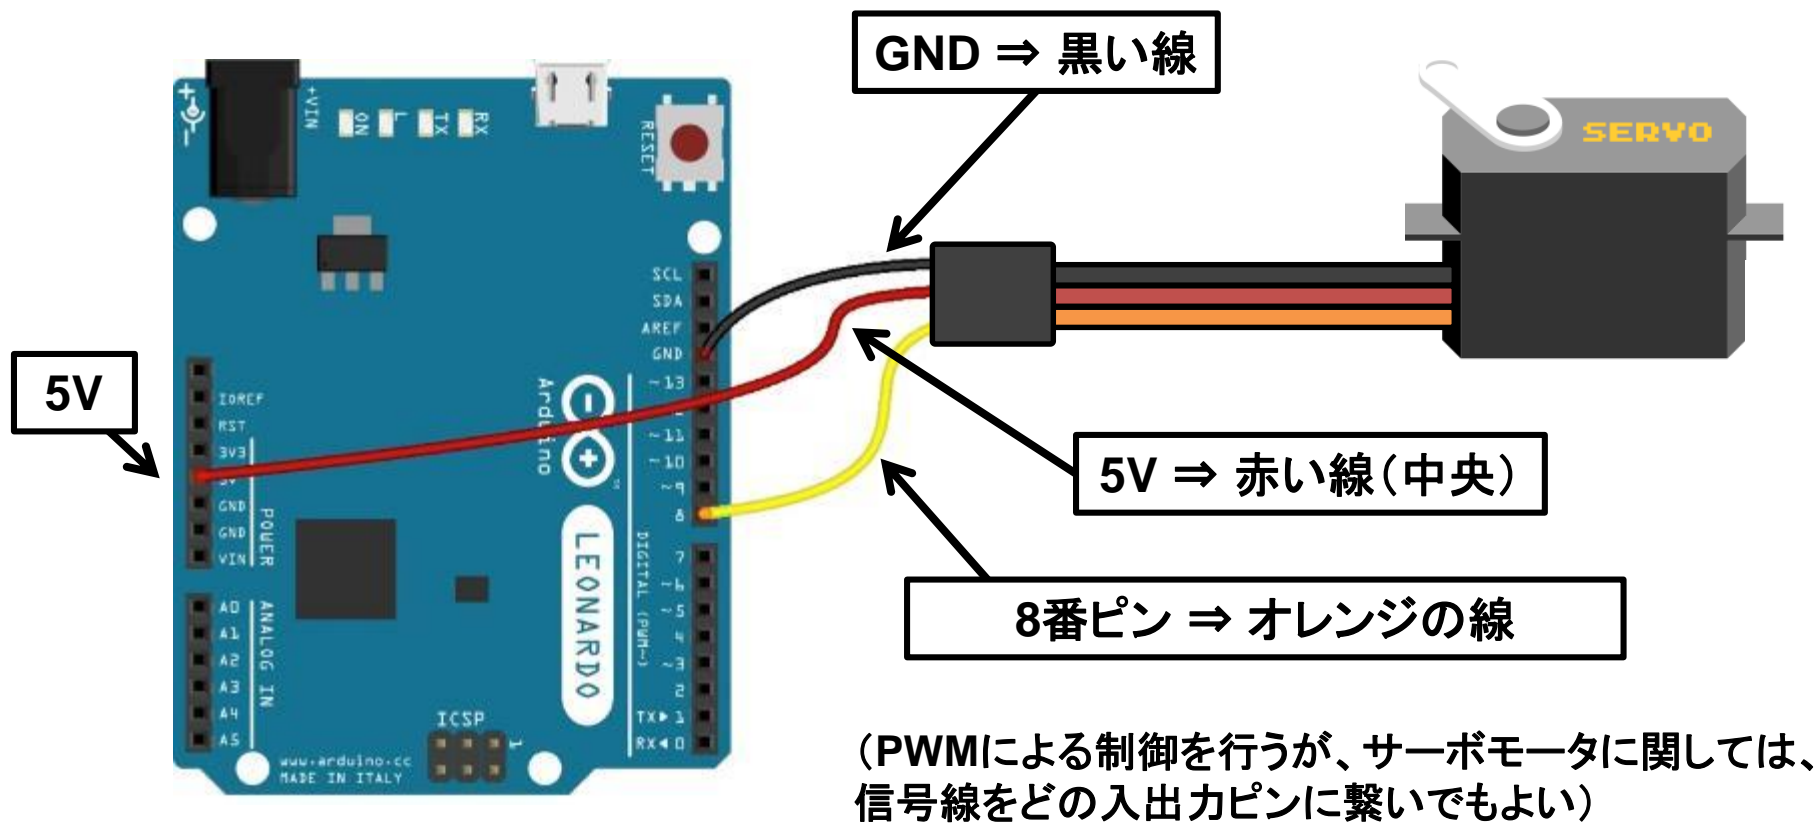 GND ⇒ 黒い線
SERVO
5V
5V ⇒ 赤い線(中央)
8番ピン ⇒ オレンジの線
(PWMによる制御を行うが、サーボモータに関しては、
信号線をどの入出力ピンに繋いでもよい)
+VIN
ON
L
TX
RX
RESET
SCL
SDA
AREF
GND
~13
~11
~10
~9
8
7
~6
~5
4
~3
2
TX▶ 1
RX◀ 0
DIGITAL (PWM~)
IOREF
RST
3V3
GND
GND
VIN
POWER
A0
A1
A2
A3
A4
A5
ANALOG IN
Arduino
LEONARDO
ICSP
1
www.arduino.cc
MADE IN ITALY